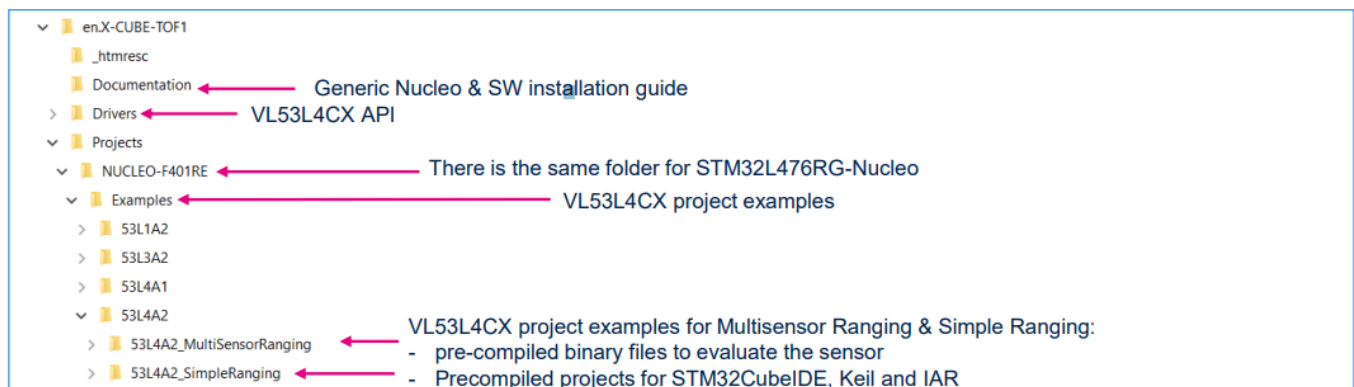 en.X-CUBE-TOF1
_htmresc
Documentation Generic Nucleo & SW installation guide
Drivers VL53L4CX API
Projects
NUCLEO-F401RE There is the same folder for STM32L476RG-Nucleo
Examples VL53L4CX project examples
53L1A2
53L3A2
53L4A1
53L4A2
VL53L4CX project examples for Multisensor Ranging & Simple Ranging:
53L4A2_MultiSensorRanging
- pre-compiled binary files to evaluate the sensor
53L4A2_SimpleRanging
- Precompiled projects for STM32CubeIDE, Keil and IAR